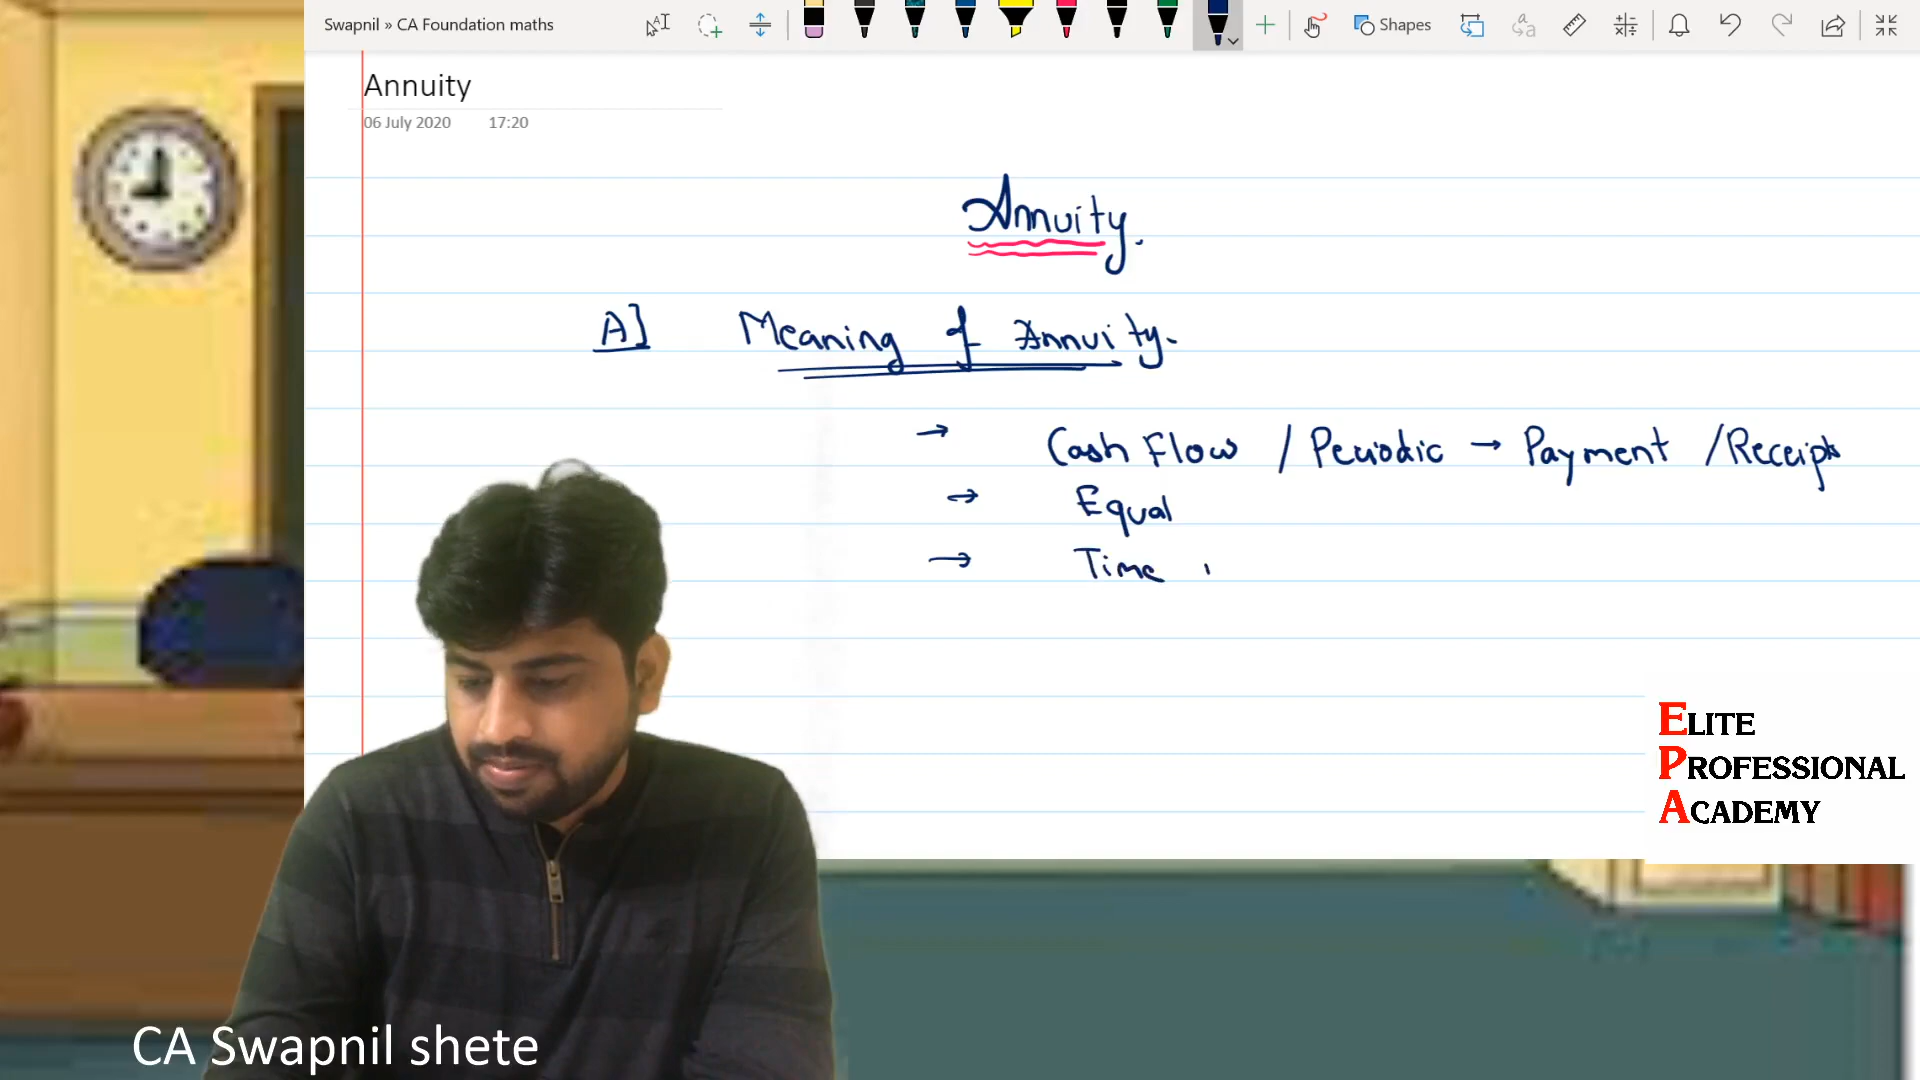 Swapnil » CA Foundation maths
Shapes
Annuity
06 July 2020 17:20
Annuity.
A] Meaning of Annuity.
→ Cash Flow / Periodic → Payment / Receipts
→ Equal
→ Time
ELITE
PROFESSIONAL
ACADEMY
CA Swapnil shete